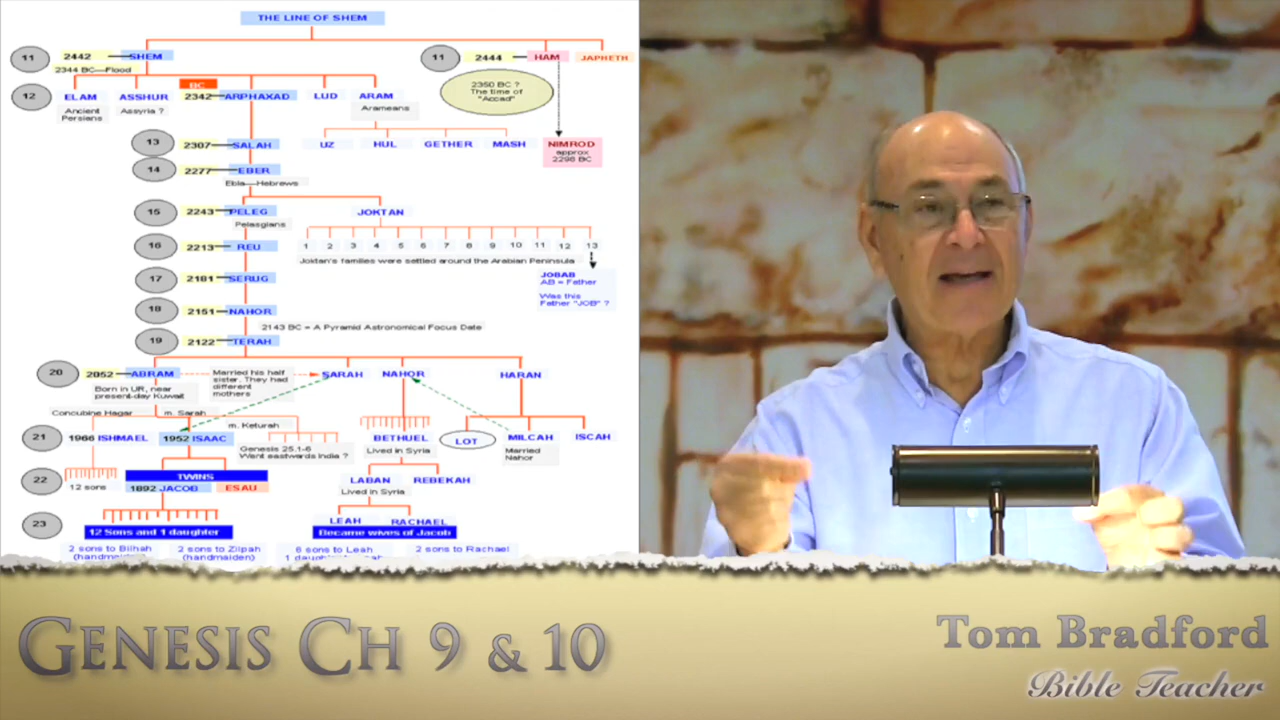 THE LINE OF SHEM
11 2442 SHEM 11 2444 HAM JAPHETH
2344 BC—Flood
BC
2350 BC ?
The time of
"Accad"
12 ELAM ASSHUR 2342 ARPHAXAD LUD ARAM
Ancient
Persians
Assyria ?
Arameans
13 2307 SALAH UZ HUL GETHER MASH NIMROD
approx
2296 BC
14 2277 EBER
Ebla—Hebrews
15 2243 PELEG JOKTAN
Pelasgians
16 2213 REU 1 2 3 4 5 6 7 8 9 10 11 12 13
Joktan's families were settled around the Arabian Peninsula
17 2181 SERUG
JOBAB
AB = Father
Was this
Father "JOB" ?
18 2151 NAHOR
2143 BC = A Pyramid Astronomical Focus Date
19 2122 TERAH
20 2052 ABRAM
Married his half
sister. They had
different
mothers
SARAH NAHOR HARAN
Born in UR, near
present-day Kuwait
Concubine Hagar m. Sarah
m. Keturah
21 1966 ISHMAEL 1952 ISAAC
Genesis 25.1-6
Went eastwards India ?
BETHUEL LOT MILCAH ISCAH
Lived in Syria
Married
Nahor
22 12 sons
TWINS
1892 JACOB ESAU
LABAN REBEKAH
Lived in Syria
23 12 Sons and 1 daughter
LEAH RACHAEL
Became wives of Jacob
2 sons to Bilhah
(handmaiden)
2 sons to Zilpah
(handmaiden)
6 sons to Leah
2 sons to Rachael
GENESIS CH 9 & 10
Tom Bradford
Bible Teacher